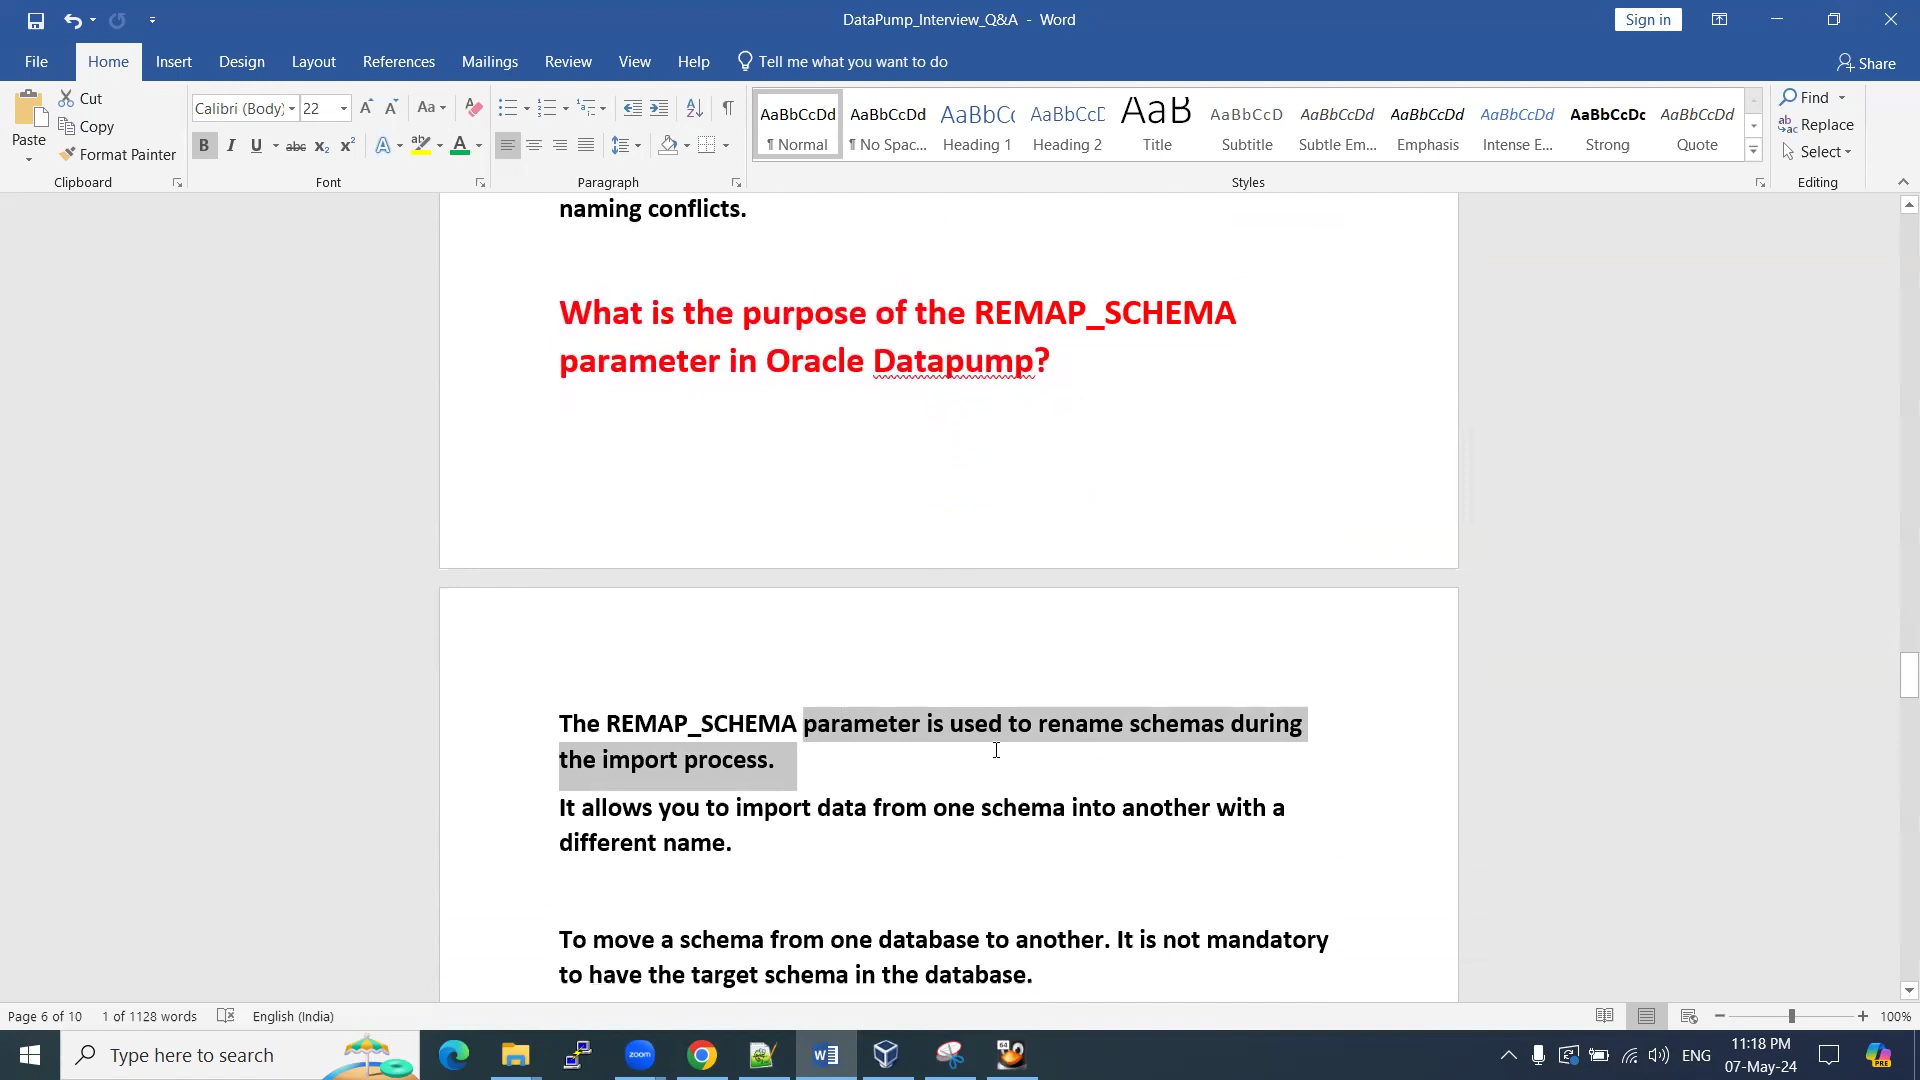 DataPump_Interview_Q&A - Word
Sign in
File Home Insert Design Layout References Mailings Review View Help Tell me what you want to do
Share
Paste
Cut
Copy
Format Painter
Clipboard
Calibri (Body) 22
Font
Paragraph
AaBbCcDd
¶ Normal
AaBbCcDd
¶ No Spac...
AaBbCc
Heading 1
AaBbCcD
Heading 2
AaB
Title
AaBbCcD
Subtitle
AaBbCcDd
Subtle Em...
AaBbCcDd
Emphasis
AaBbCcDd
Intense E...
AaBbCcDc
Strong
AaBbCcDd
Quote
Styles
Find
Replace
Select
Editing
naming conflicts.
What is the purpose of the REMAP_SCHEMA
parameter in Oracle Datapump?
The REMAP_SCHEMA parameter is used to rename schemas during
the import process.
It allows you to import data from one schema into another with a
different name.
To move a schema from one database to another. It is not mandatory
to have the target schema in the database.
Page 6 of 10 1 of 1128 words English (India)
100%
Type here to search
zoom
64
ENG
11:18 PM
07-May-24
PRE